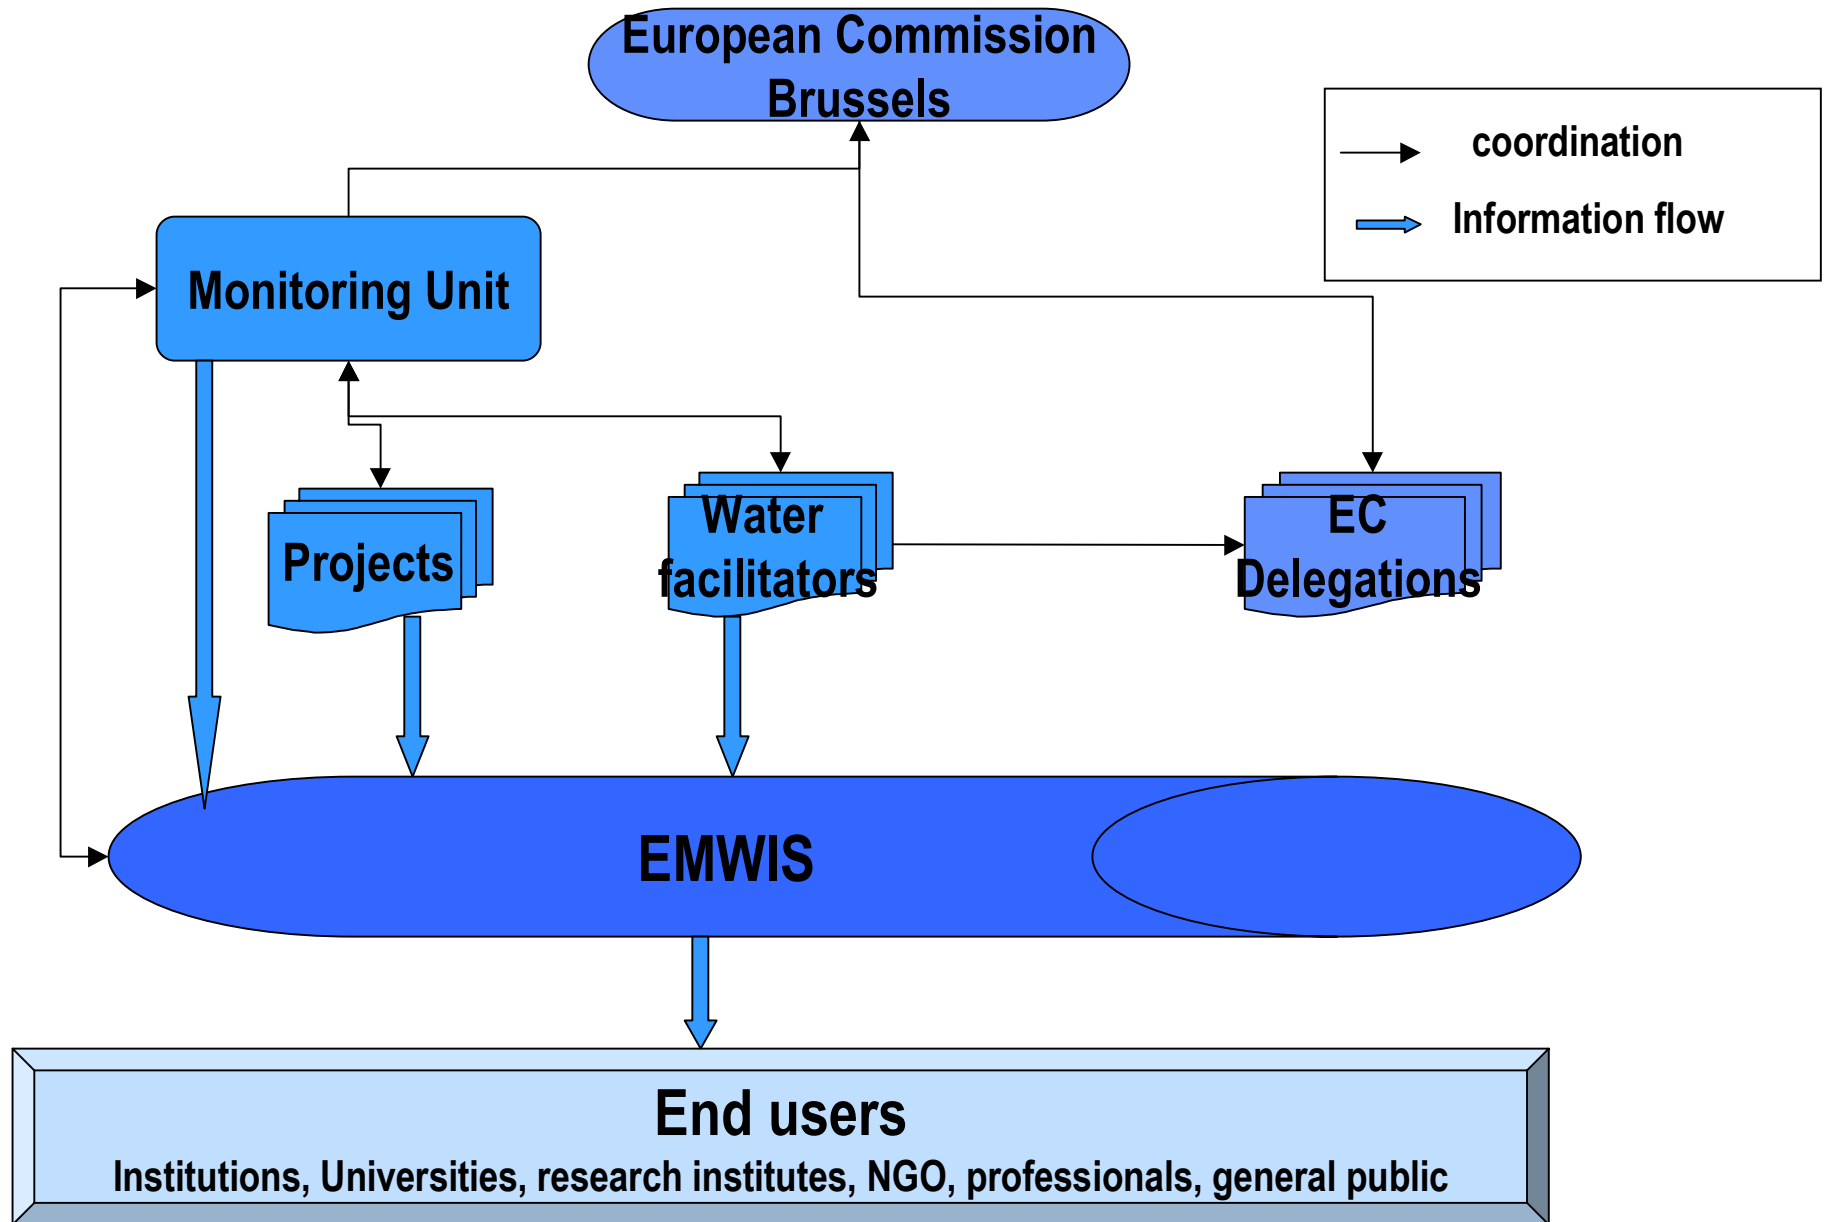 European Commission
Brussels
coordination
Information flow
Monitoring Unit
Projects
Water
facilitators
EC
Delegations
EMWIS
End users
Institutions, Universities, research institutes, NGO, professionals, general public